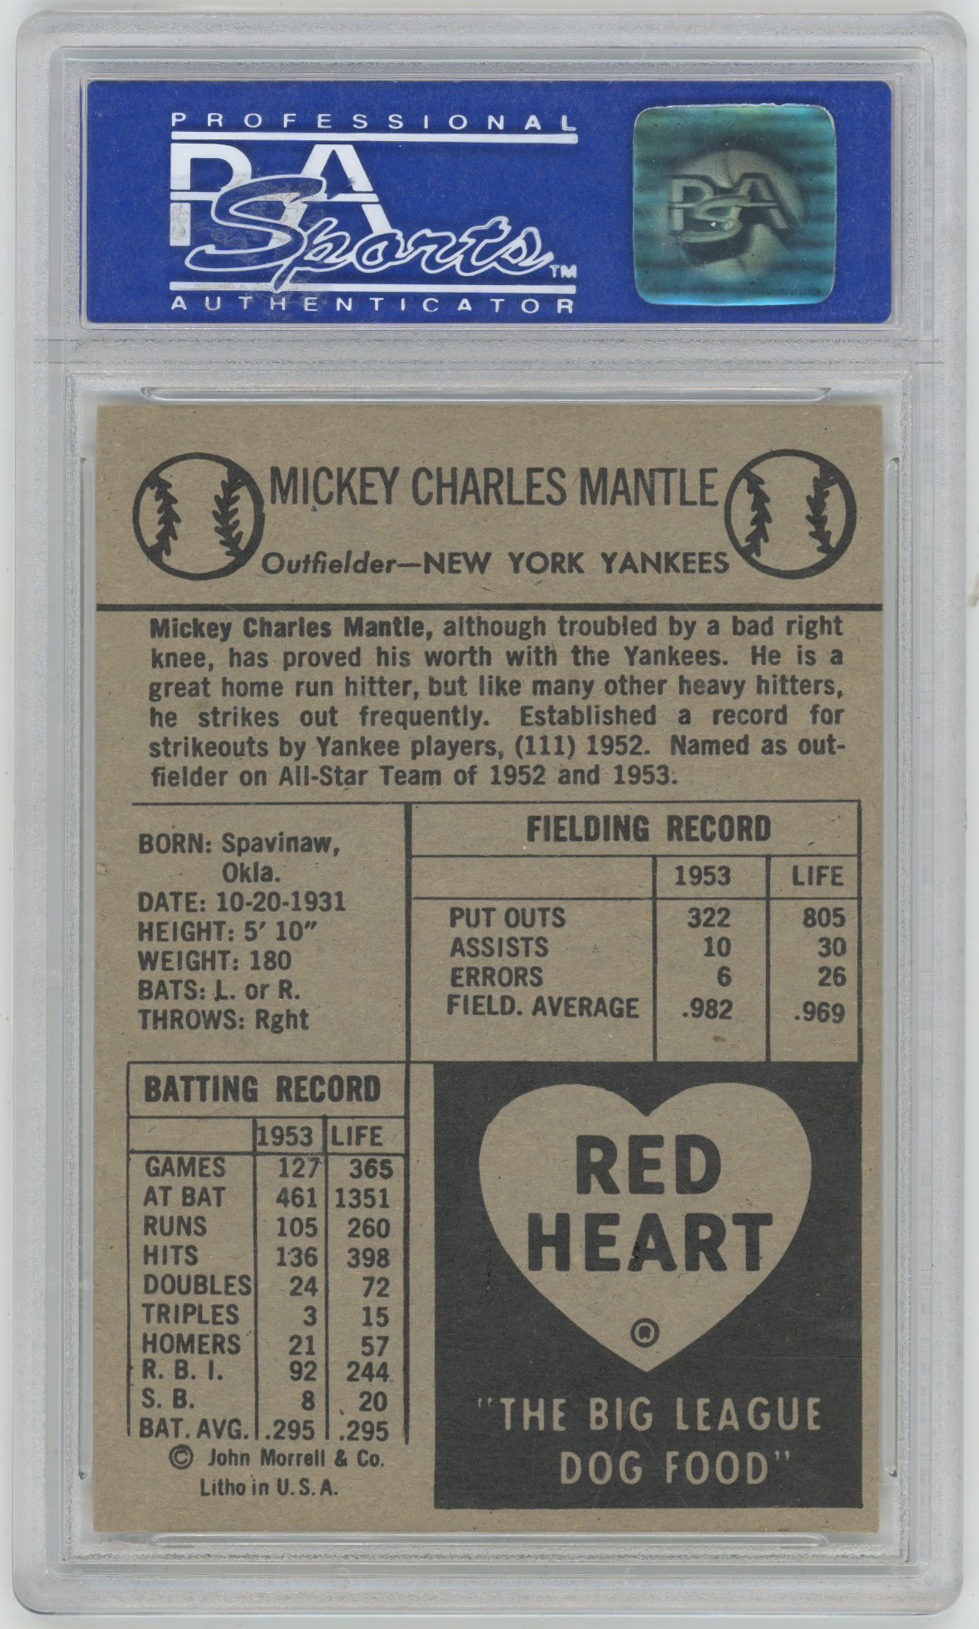 PROFESSIONAL
PSA
Sports™
AUTHENTICATOR
PSA
MICKEY CHARLES MANTLE
Outfielder—NEW YORK YANKEES
Mickey Charles Mantle, although troubled by a bad right
knee, has proved his worth with the Yankees. He is a
great home run hitter, but like many other heavy hitters,
he strikes out frequently. Established a record for
strikeouts by Yankee players, (111) 1952. Named as out-
fielder on All-Star Team of 1952 and 1953.
BORN: Spavinaw,
Okla.
DATE: 10-20-1931
HEIGHT: 5' 10"
WEIGHT: 180
BATS: L. or R.
THROWS: Rght
FIELDING RECORD
1953 LIFE
PUT OUTS 322 805
ASSISTS 10 30
ERRORS 6 26
FIELD. AVERAGE .982 .969
BATTING RECORD
1953 LIFE
GAMES 127 365
AT BAT 461 1351
RUNS 105 260
HITS 136 398
DOUBLES 24 72
TRIPLES 3 15
HOMERS 21 57
R. B. I. 92 244
S. B. 8 20
BAT. AVG. .295 .295
© John Morrell & Co.
Litho in U. S. A.
RED
HEART
®
"THE BIG LEAGUE
DOG FOOD"